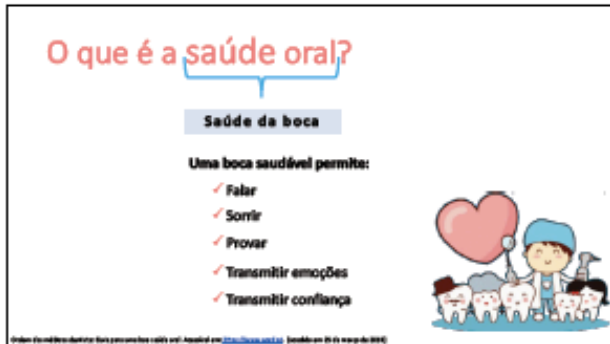 O que é a saúde oral?
Saúde da boca
Uma boca saudável permite:
✓ Falar
✓ Sorrir
✓ Provar
✓ Transmitir emoções
✓ Transmitir confiança